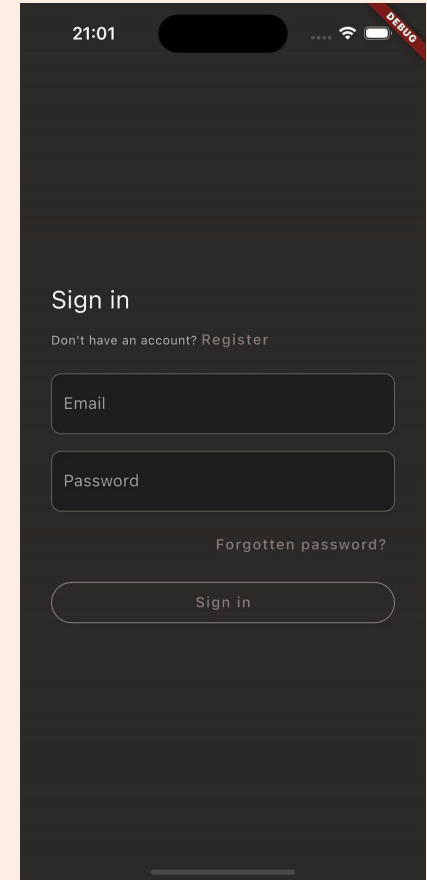 21:01
DEBUG
Sign in
Don't have an account? Register
Email
Password
Forgotten password?
Sign in